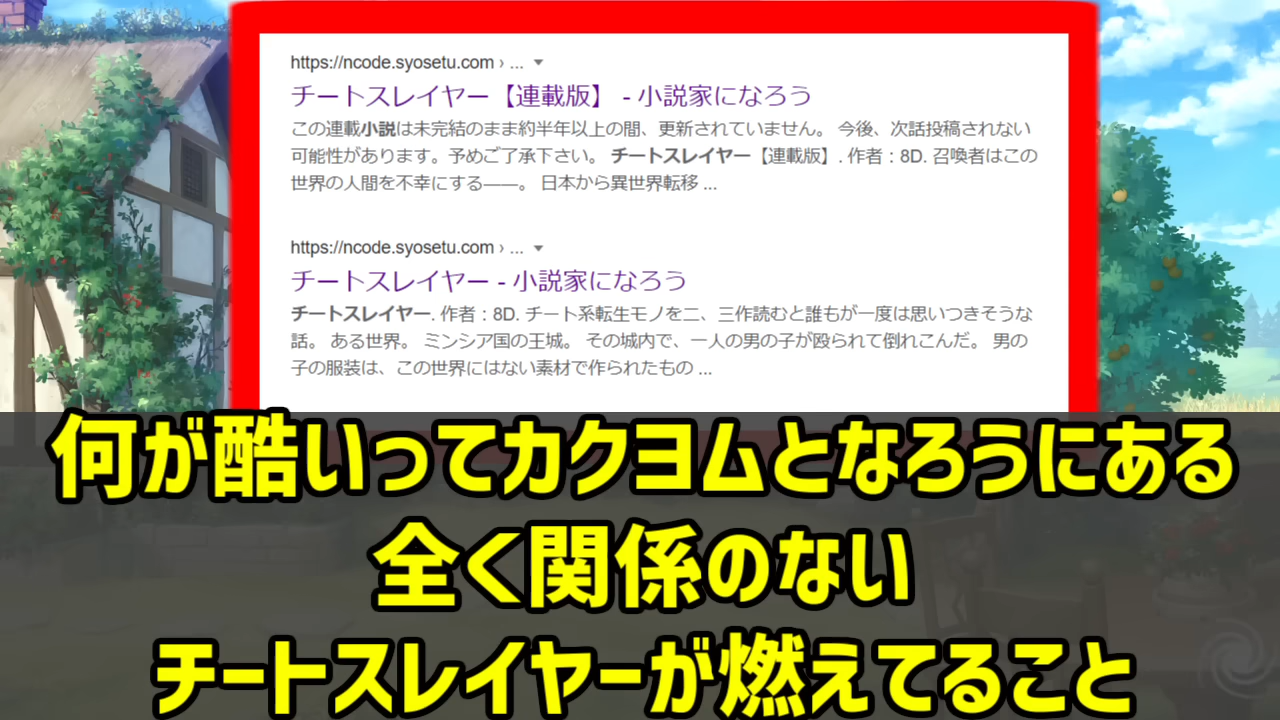 https://ncode.syosetu.com › ...
チートスレイヤー【連載版】 - 小説家になろう
この連載小説は未完結のまま約半年以上の間、更新されていません。 今後、次話投稿されない
可能性があります。予めご了承下さい。 チートスレイヤー【連載版】. 作者：8D. 召喚者はこの
世界の人間を不幸にする――。 日本から異世界転移 ...
https://ncode.syosetu.com › ...
チートスレイヤー - 小説家になろう
チートスレイヤー. 作者：8D. チート系転生モノを二、三作読むと誰もが一度は思いつきそうな
話。 ある世界。 ミンシア国の王城。 その城内で、一人の男の子が殴られて倒れこんだ。 男の
子の服装は、この世界にはない素材で作られたもの ...
何が酷いってカクヨムとなろうにある
全く関係のない
チートスレイヤーが燃えてること